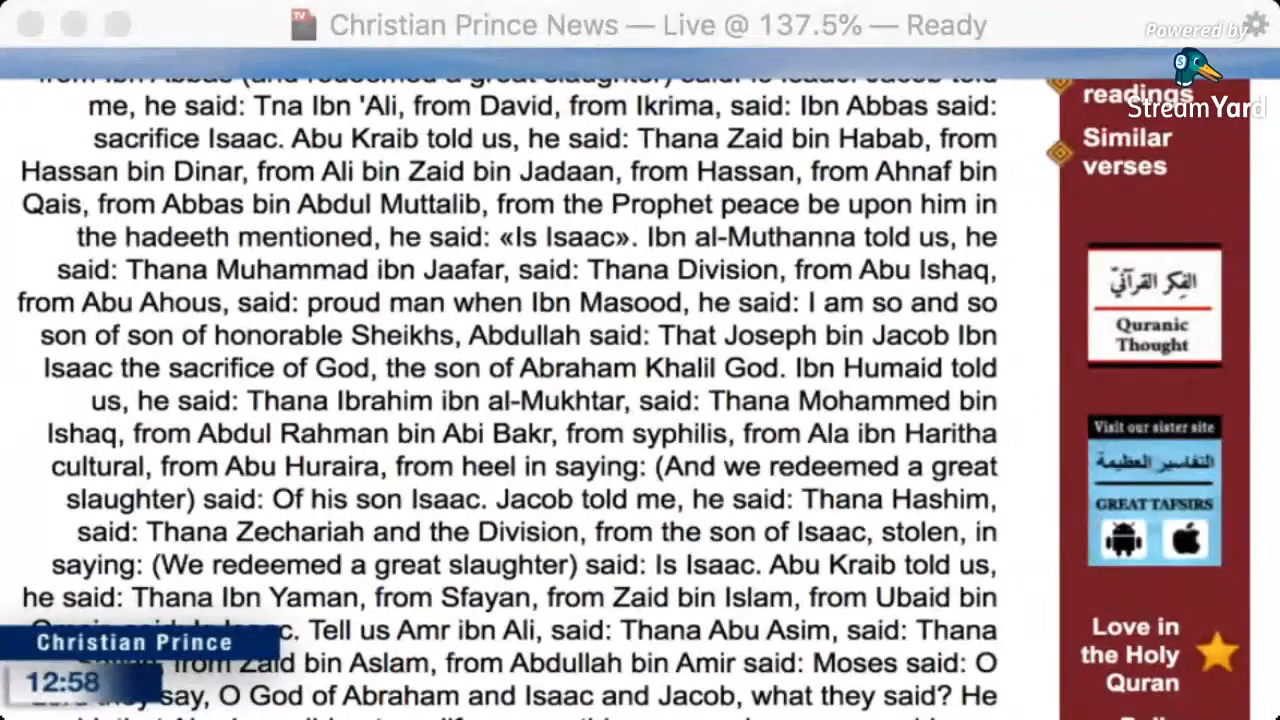 Christian Prince News — Live @ 137.5% — Ready
Powered by
StreamYard
me, he said: Tna Ibn 'Ali, from David, from Ikrima, said: Ibn Abbas said:
sacrifice Isaac. Abu Kraib told us, he said: Thana Zaid bin Habab, from
Hassan bin Dinar, from Ali bin Zaid bin Jadaan, from Hassan, from Ahnaf bin
Qais, from Abbas bin Abdul Muttalib, from the Prophet peace be upon him in
the hadeeth mentioned, he said: «Is Isaac». Ibn al-Muthanna told us, he
said: Thana Muhammad ibn Jaafar, said: Thana Division, from Abu Ishaq,
from Abu Ahous, said: proud man when Ibn Masood, he said: I am so and so
son of son of honorable Sheikhs, Abdullah said: That Joseph bin Jacob Ibn
Isaac the sacrifice of God, the son of Abraham Khalil God. Ibn Humaid told
us, he said: Thana Ibrahim ibn al-Mukhtar, said: Thana Mohammed bin
Ishaq, from Abdul Rahman bin Abi Bakr, from syphilis, from Ala ibn Haritha
cultural, from Abu Huraira, from heel in saying: (And we redeemed a great
slaughter) said: Of his son Isaac. Jacob told me, he said: Thana Hashim,
said: Thana Zechariah and the Division, from the son of Isaac, stolen, in
saying: (We redeemed a great slaughter) said: Is Isaac. Abu Kraib told us,
he said: Thana Ibn Yaman, from Sfayan, from Zaid bin Islam, from Ubaid bin
c. Tell us Amr ibn Ali, said: Thana Abu Asim, said: Thana
from Zaid bin Aslam, from Abdullah bin Amir said: Moses said: O
say, O God of Abraham and Isaac and Jacob, what they said? He
Christian Prince
12:58
readings
Similar
verses
الفكر القرآني
Quranic
Thought
Visit our sister site
التفاسير العظيمة
GREAT TAFSIRS
Love in
the Holy
Quran